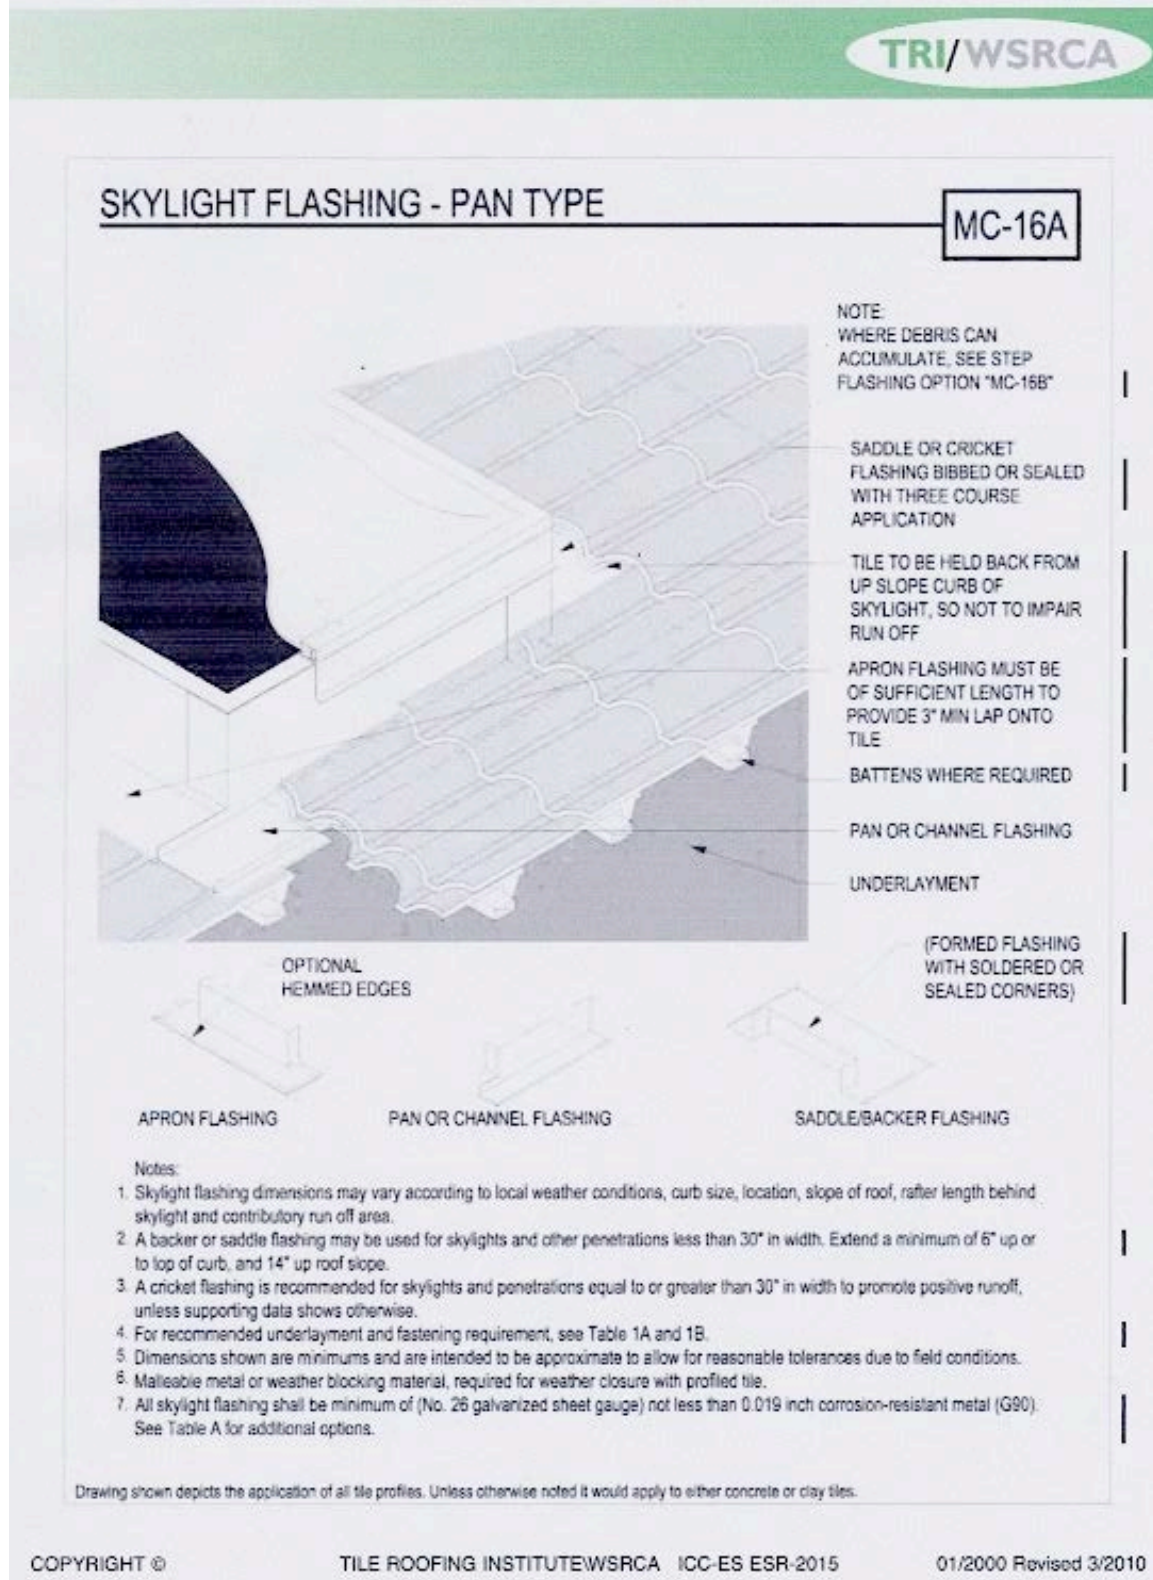 TRI/WSRCA
SKYLIGHT FLASHING - PAN TYPE
MC-16A
NOTE:
WHERE DEBRIS CAN
ACCUMULATE, SEE STEP
FLASHING OPTION "MC-16B"
SADDLE OR CRICKET
FLASHING BIBBED OR SEALED
WITH THREE COURSE
APPLICATION
TILE TO BE HELD BACK FROM
UP SLOPE CURB OF
SKYLIGHT, SO NOT TO IMPAIR
RUN OFF
APRON FLASHING MUST BE
OF SUFFICIENT LENGTH TO
PROVIDE 3" MIN LAP ONTO
TILE
BATTENS WHERE REQUIRED
PAN OR CHANNEL FLASHING
UNDERLAYMENT
(FORMED FLASHING
WITH SOLDERED OR
SEALED CORNERS)
OPTIONAL
HEMMED EDGES
APRON FLASHING
PAN OR CHANNEL FLASHING
SADDLE/BACKER FLASHING
Notes:
1. Skylight flashing dimensions may vary according to local weather conditions, curb size, location, slope of roof, rafter length behind
skylight and contributory run off area.
2. A backer or saddle flashing may be used for skylights and other penetrations less than 30" in width. Extend a minimum of 6" up or
to top of curb, and 14" up roof slope.
3. A cricket flashing is recommended for skylights and penetrations equal to or greater than 30" in width to promote positive runoff,
unless supporting data shows otherwise.
4. For recommended underlayment and fastening requirement, see Table 1A and 1B.
5. Dimensions shown are minimums and are intended to be approximate to allow for reasonable tolerances due to field conditions.
6. Malleable metal or weather blocking material, required for weather closure with profiled tile.
7. All skylight flashing shall be minimum of (No. 26 galvanized sheet gauge) not less than 0.019 inch corrosion-resistant metal (G90).
See Table A for additional options.
Drawing shown depicts the application of all tile profiles. Unless otherwise noted it would apply to either concrete or clay tiles.
COPYRIGHT © TILE ROOFING INSTITUTE\WSRCA ICC-ES ESR-2015 01/2000 Revised 3/2010